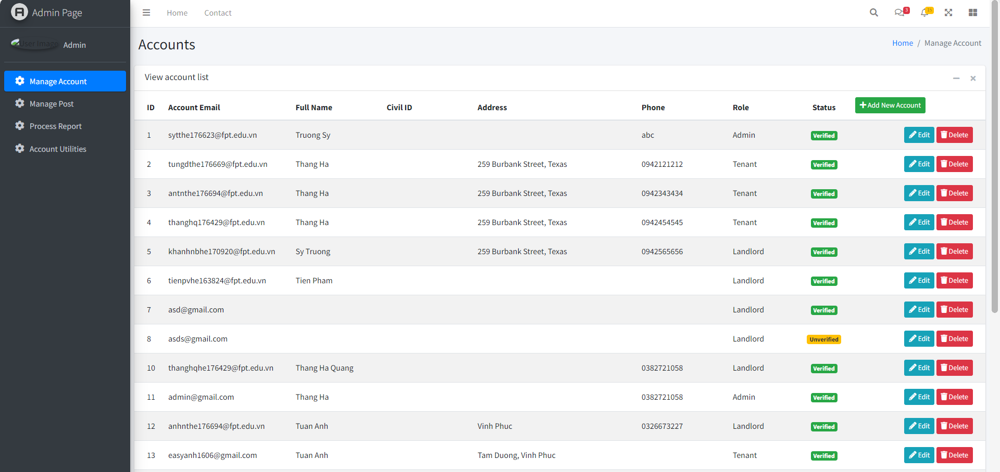 Admin Page
Home Contact 3 15
User Image Admin
Accounts
Home / Manage Account
Manage Account
Manage Post
Process Report
Account Utilities
View account list
ID Account Email Full Name Civil ID Address Phone Role Status Add New Account
1 sytthe176623@fpt.edu.vn Truong Sy abc Admin Verified Edit Delete
2 tungdthe176669@fpt.edu.vn Thang Ha 259 Burbank Street, Texas 0942121212 Tenant Verified Edit Delete
3 antnthe176694@fpt.edu.vn Thang Ha 259 Burbank Street, Texas 0942343434 Tenant Verified Edit Delete
4 thanghq176429@fpt.edu.vn Thang Ha 259 Burbank Street, Texas 0942454545 Tenant Verified Edit Delete
5 khanhnbhe170920@fpt.edu.vn Sy Truong 259 Burbank Street, Texas 0942565656 Landlord Verified Edit Delete
6 tienpvhe163824@fpt.edu.vn Tien Pham Landlord Verified Edit Delete
7 asd@gmail.com Landlord Verified Edit Delete
8 asds@gmail.com Landlord Unverified Edit Delete
10 thanghqhe176429@fpt.edu.vn Thang Ha Quang 0382721058 Landlord Verified Edit Delete
11 admin@gmail.com Thang Ha 0382721058 Admin Verified Edit Delete
12 anhnthe176694@fpt.edu.vn Tuan Anh Vinh Phuc 0326673227 Landlord Verified Edit Delete
13 easyanh1606@gmail.com Tuan Anh Tam Duong, Vinh Phuc Tenant Verified Edit Delete